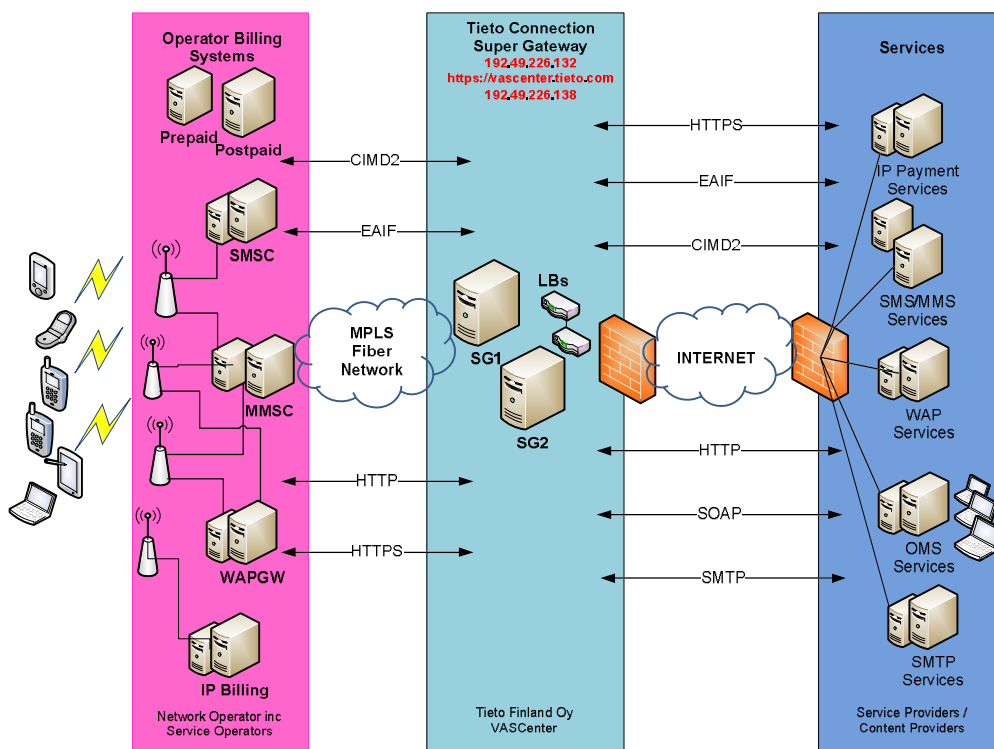 Operator Billing
Systems
Prepaid
Postpaid
SMSC
MMSC
WAPGW
IP Billing
Network Operator inc
Service Operators
CIMD2
EAIF
MPLS
Fiber
Network
HTTP
HTTPS
Tieto Connection
Super Gateway
192.49.226.132
https://vascenter.tieto.com
192.49.226.138
LBs
SG1
SG2
Tieto Finland Oy
VASCenter
HTTPS
EAIF
CIMD2
INTERNET
HTTP
SOAP
SMTP
Services
IP Payment
Services
SMS/MMS
Services
WAP
Services
OMS
Services
SMTP
Services
Service Providers /
Content Providers